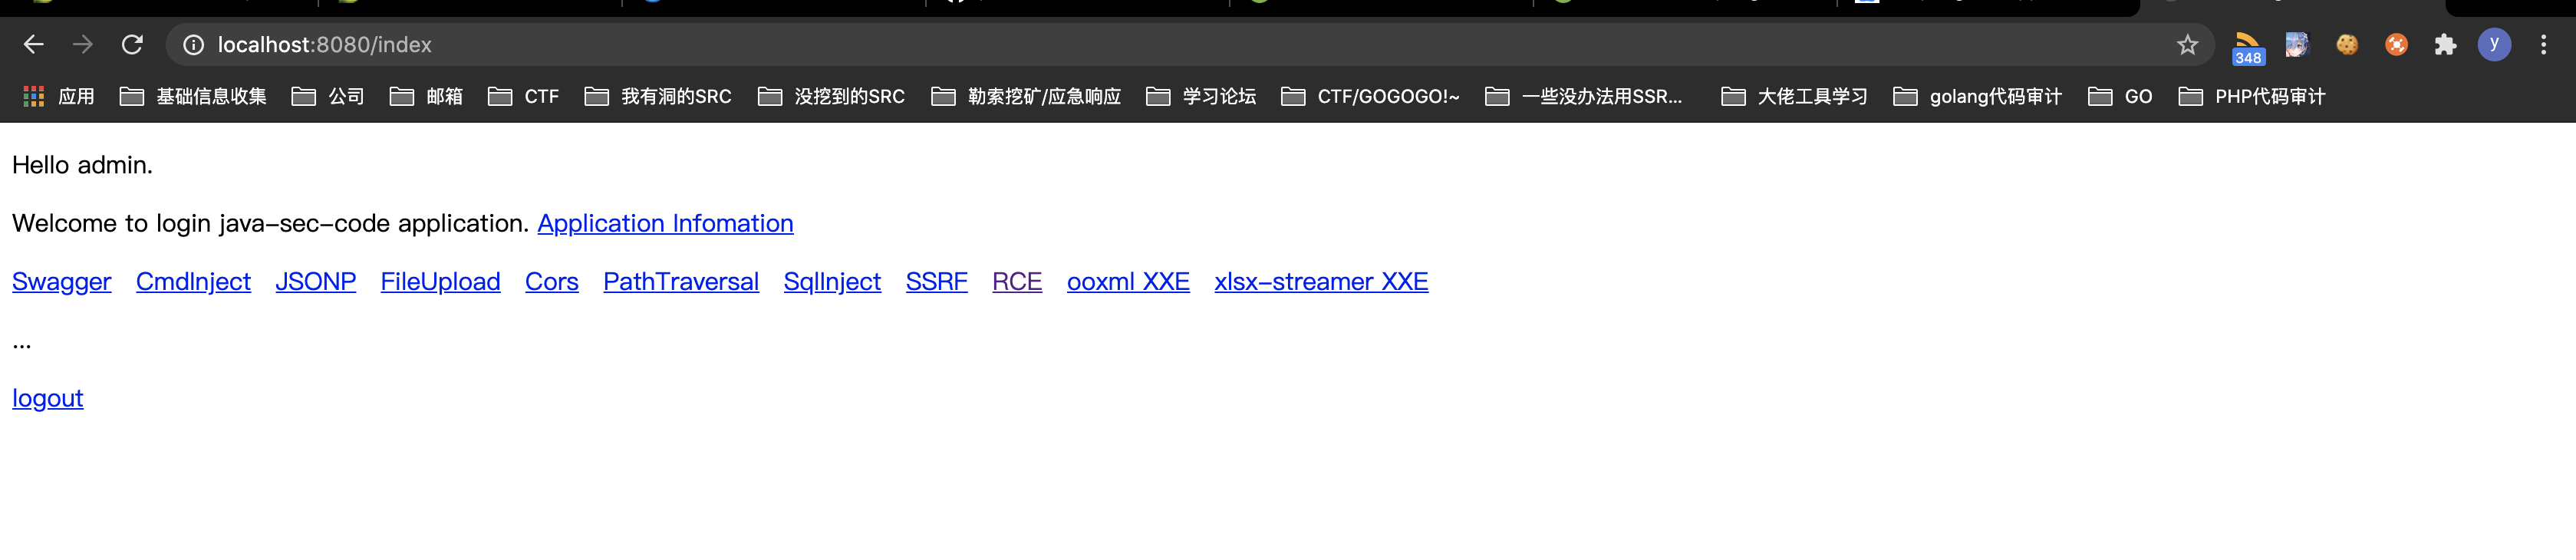 localhost:8080/index
348
y
应用 基础信息收集 公司 邮箱 CTF 我有洞的SRC 没挖到的SRC 勒索挖矿/应急响应 学习论坛 CTF/GOGOGO!~ 一些没办法用SSR... 大佬工具学习 golang代码审计 GO PHP代码审计
Hello admin.
Welcome to login java-sec-code application. Application Infomation
Swagger CmdInject JSONP FileUpload Cors PathTraversal SqlInject SSRF RCE ooxml XXE xlsx-streamer XXE
...
logout